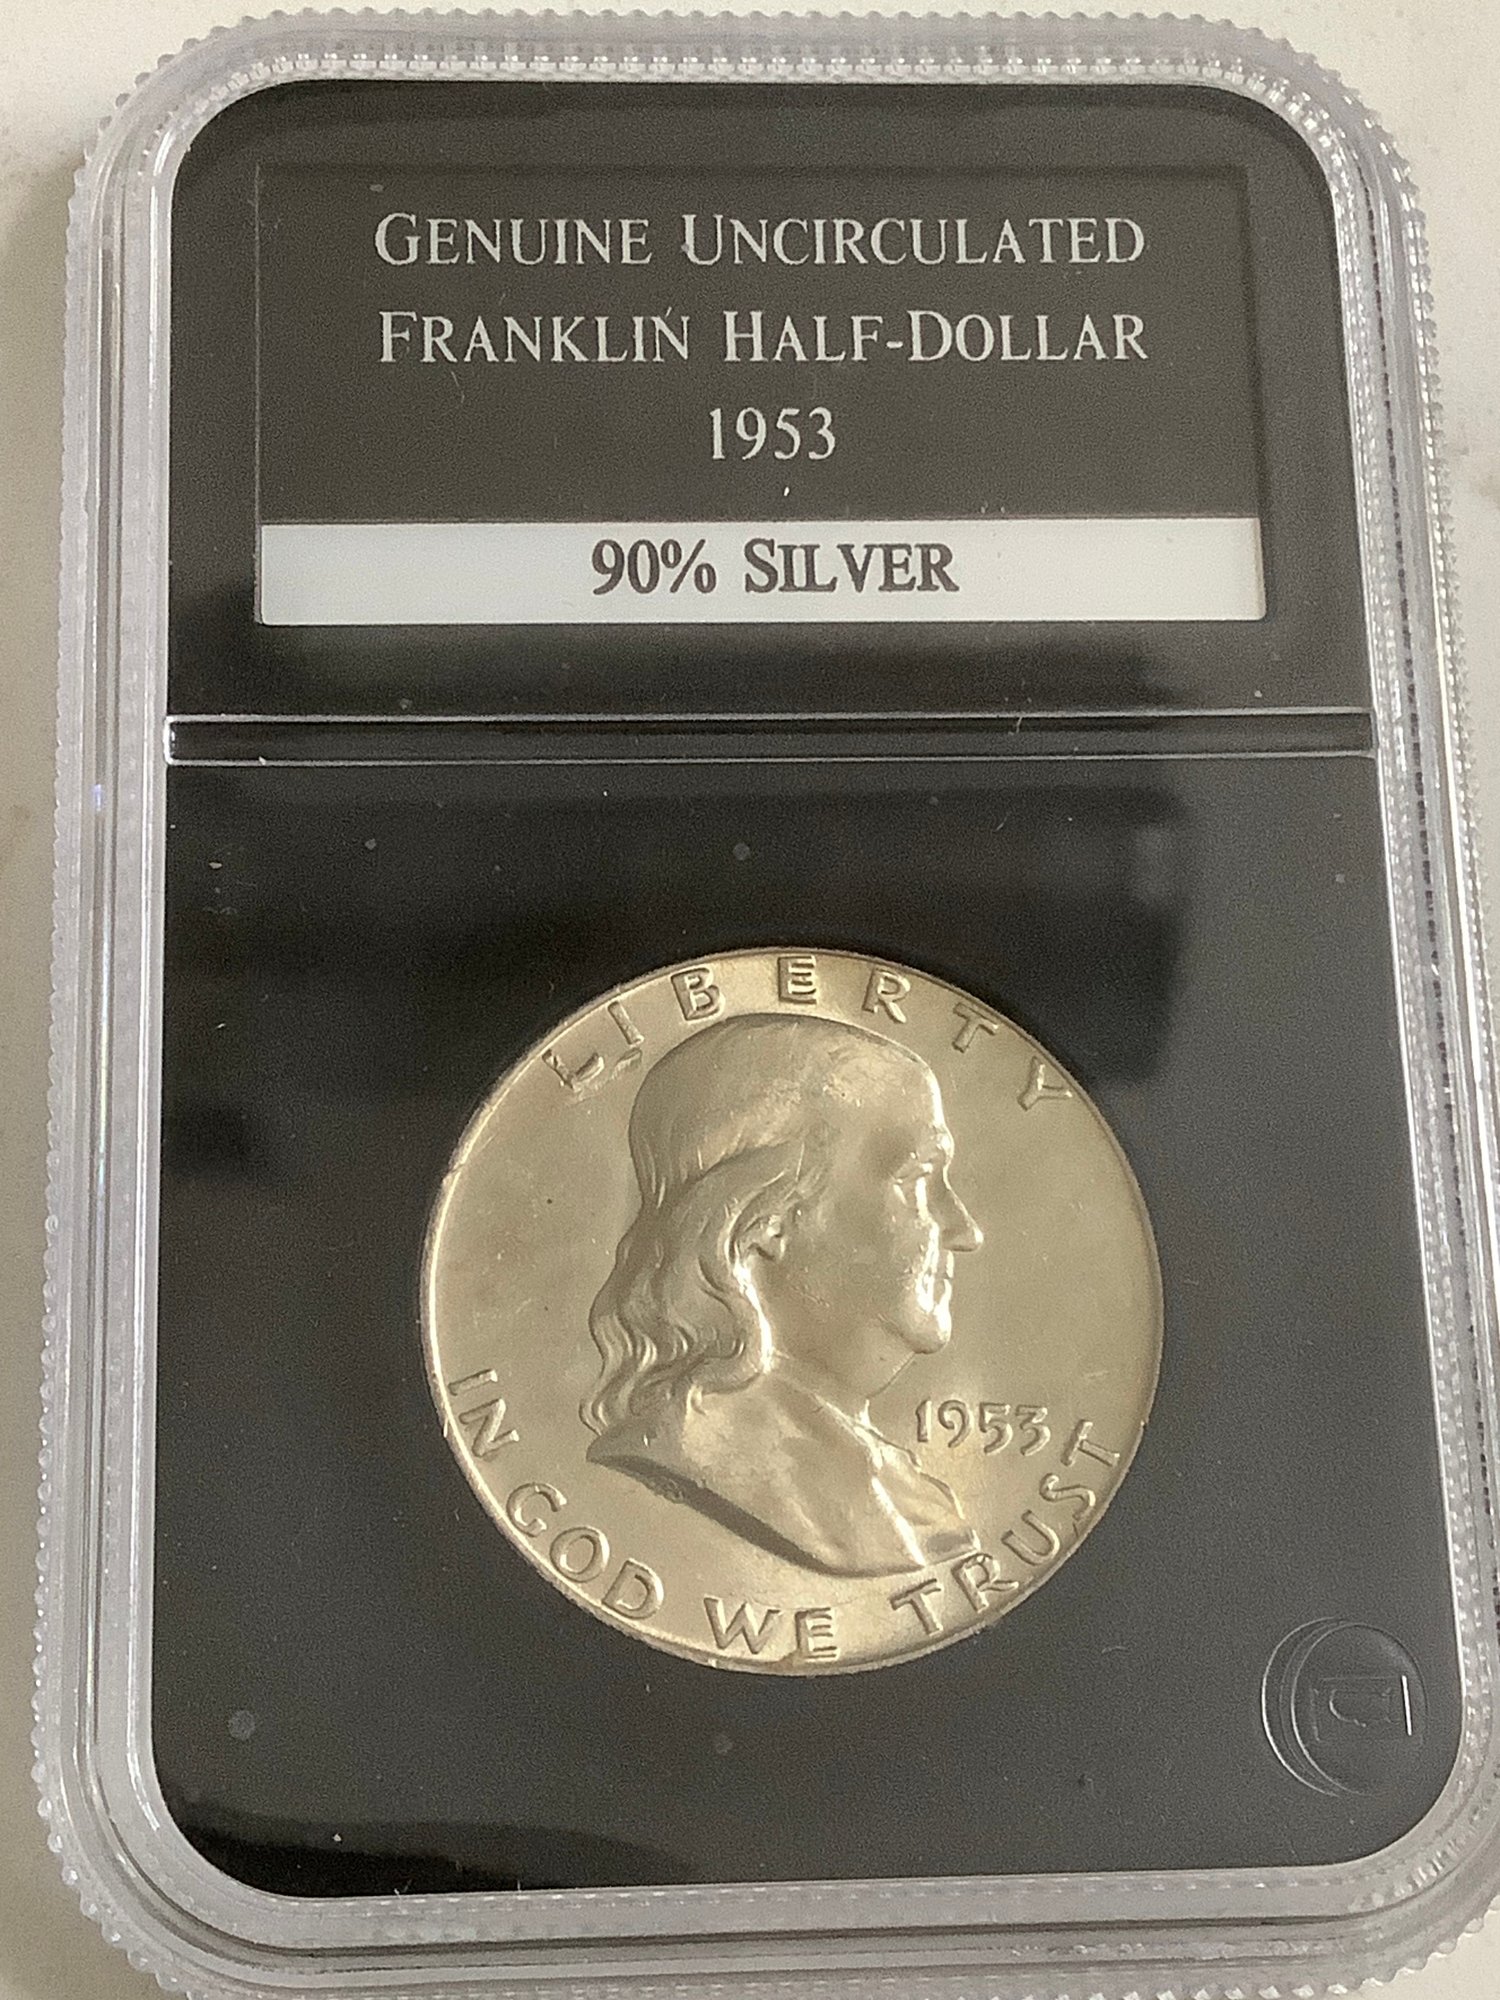 GENUINE UNCIRCULATED
FRANKLIN HALF-DOLLAR
1953
90% SILVER
LIBERTY
1953
IN GOD WE TRUST